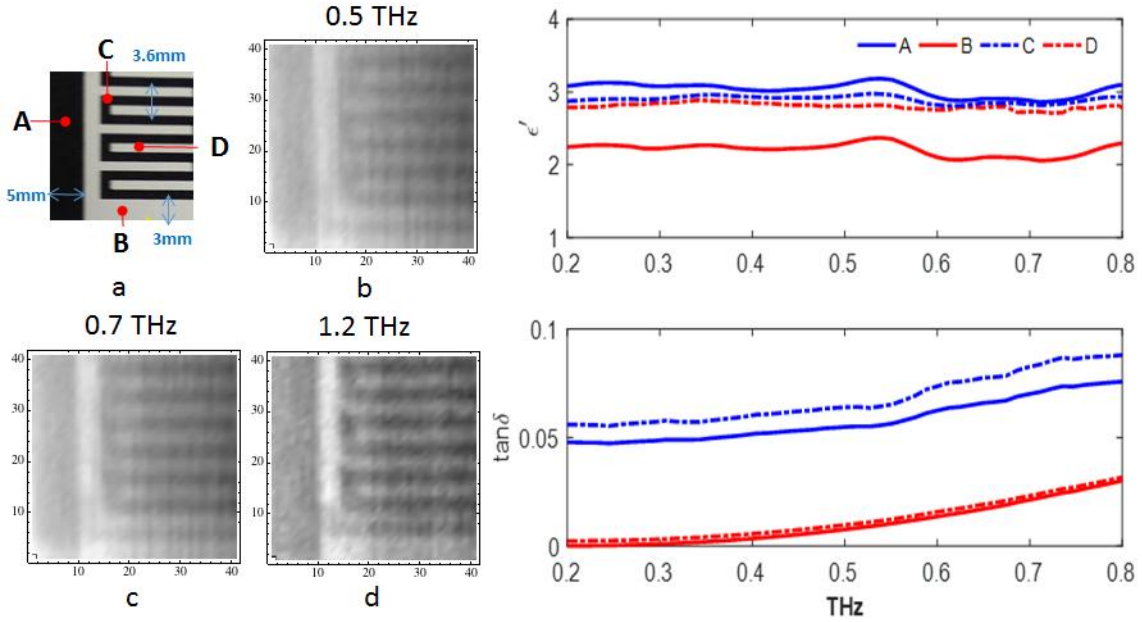 0.5 THz
C
3.6mm
A
D
5mm
3mm
B
a
40
30
20
10
10 20 30 40
b
0.7 THz
1.2 THz
40
30
20
10
10 20 30 40
c
40
30
20
10
10 20 30 40
d
4
3
2
1
ϵ′
A B C D
0.2 0.3 0.4 0.5 0.6 0.7 0.8
0.1
0.05
0
tanδ
0.2 0.3 0.4 0.5 0.6 0.7 0.8
THz